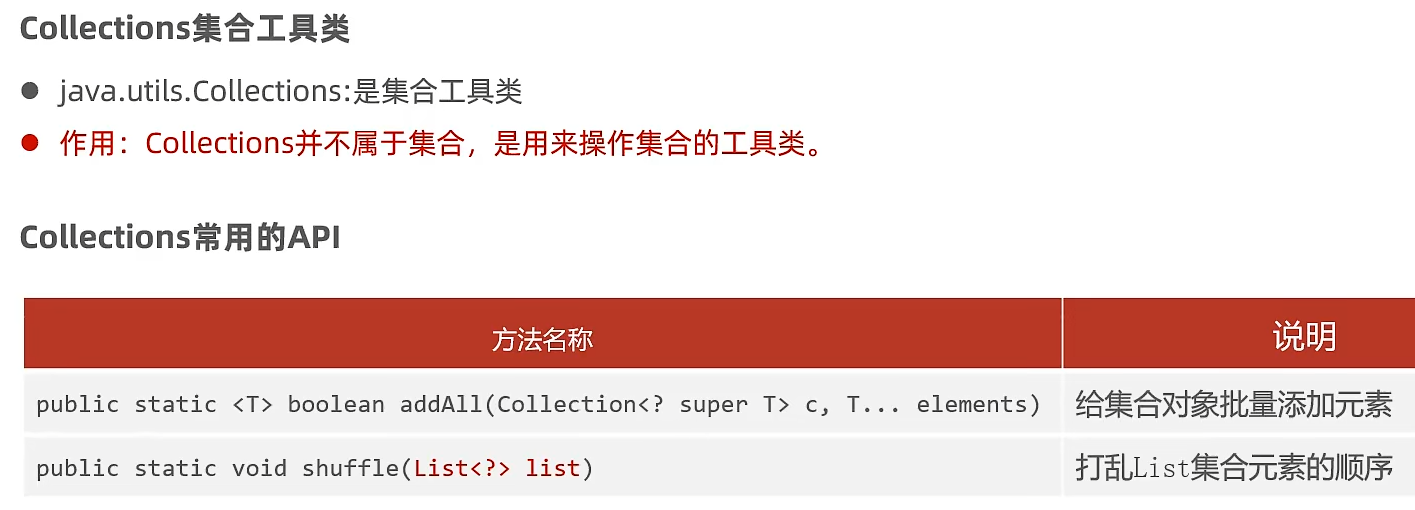 Collections集合工具类
java.utils.Collections:是集合工具类
作用：Collections并不属于集合，是用来操作集合的工具类。
Collections常用的API
方法名称 说明
public static <T> boolean addAll(Collection<? super T> c, T... elements) 给集合对象批量添加元素
public static void shuffle(List<?> list) 打乱List集合元素的顺序